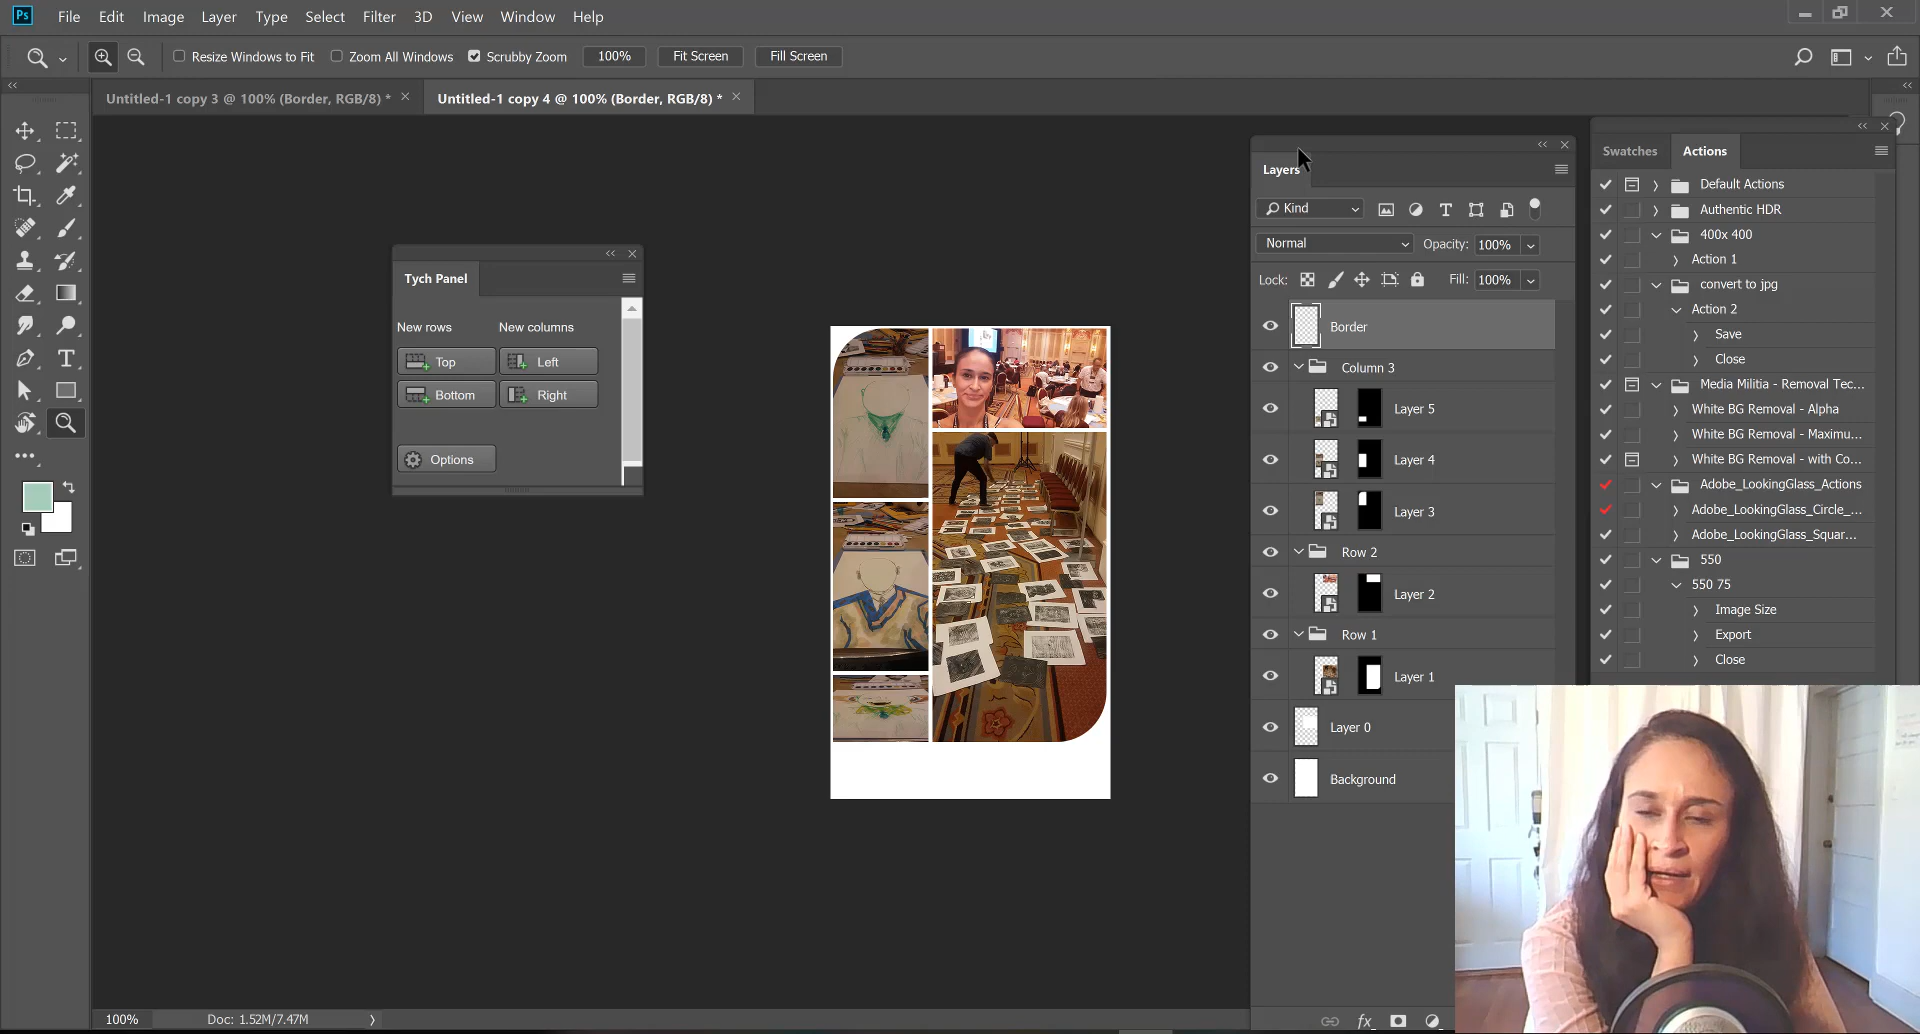 Ps File Edit Image Layer Type Select Filter 3D View Window Help
Resize Windows to Fit Zoom All Windows Scrubby Zoom 100% Fit Screen Fill Screen
Untitled-1 copy 3 @ 100% (Border, RGB/8) * Untitled-1 copy 4 @ 100% (Border, RGB/8) *
Tych Panel
New rows New columns
Top Left
Bottom Right
Options
Layers
Kind
Normal Opacity: 100%
Lock: Fill: 100%
Border
Column 3
Layer 5
Layer 4
Layer 3
Row 2
Layer 2
Row 1
Layer 1
Layer 0
Background
fx
Swatches Actions
Default Actions
Authentic HDR
400x 400
Action 1
convert to jpg
Action 2
Save
Close
Media Militia - Removal Tec...
White BG Removal - Alpha
White BG Removal - Maximu...
White BG Removal - with Co...
Adobe_LookingGlass_Actions
Adobe_LookingGlass_Circle_...
Adobe_LookingGlass_Squar...
550
550 75
Image Size
Export
Close
100% Doc: 1.52M/7.47M